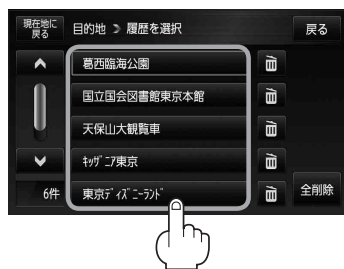 現在地に
戻る
目的地 > 履歴を選択
戻る
葛西臨海公園
国立国会図書館東京本館
天保山大観覧車
ｷｯｻﾞﾆｱ東京
東京ﾃﾞｨｽﾞﾆｰﾗﾝﾄﾞ
6件
全削除